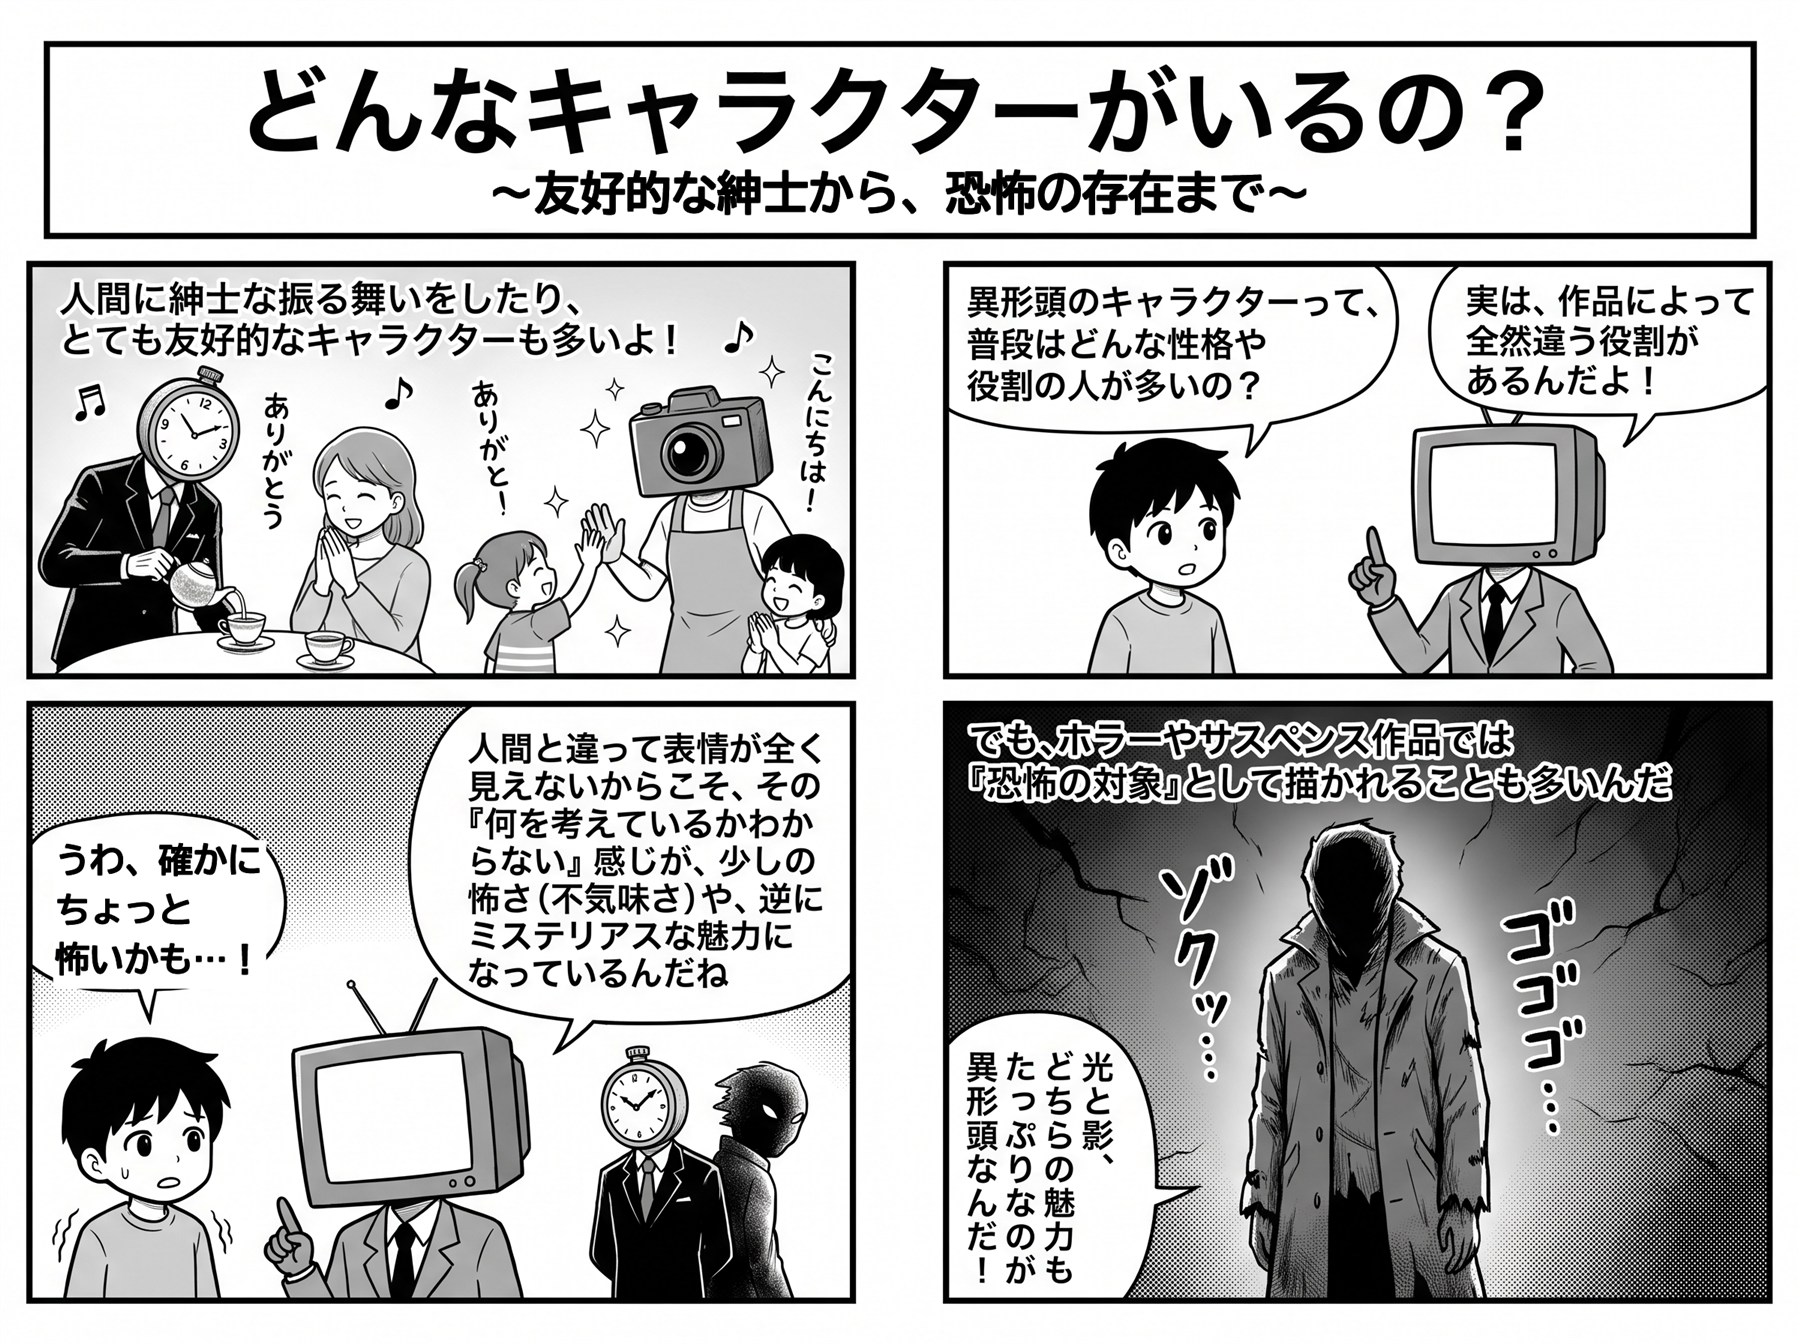 どんなキャラクターがいるの？
〜友好的な紳士から、恐怖の存在まで〜
異形頭のキャラクターって、
普段はどんな性格や
役割の人が多いの？
実は、作品によって
全然違う役割が
あるんだよ！
人間に紳士な振る舞いをしたり、
とても友好的なキャラクターも多いよ！
こんにちは！
ありがと！
ありがとう
12
3
6
9
でも、ホラーやサスペンス作品では
『恐怖の対象』として描かれることも多いんだ
ゴゴゴ…
ゾクッ…
光と影、
どちらの魅力も
たっぷりなのが
異形頭なんだ！
人間と違って表情が全く
見えないからこそ、その
『何を考えているかわか
らない』感じが、少しの
怖さ（不気味さ）や、逆に
ミステリアスな魅力に
なっているんだね
うわ、確かに
ちょっと
怖いかも…！